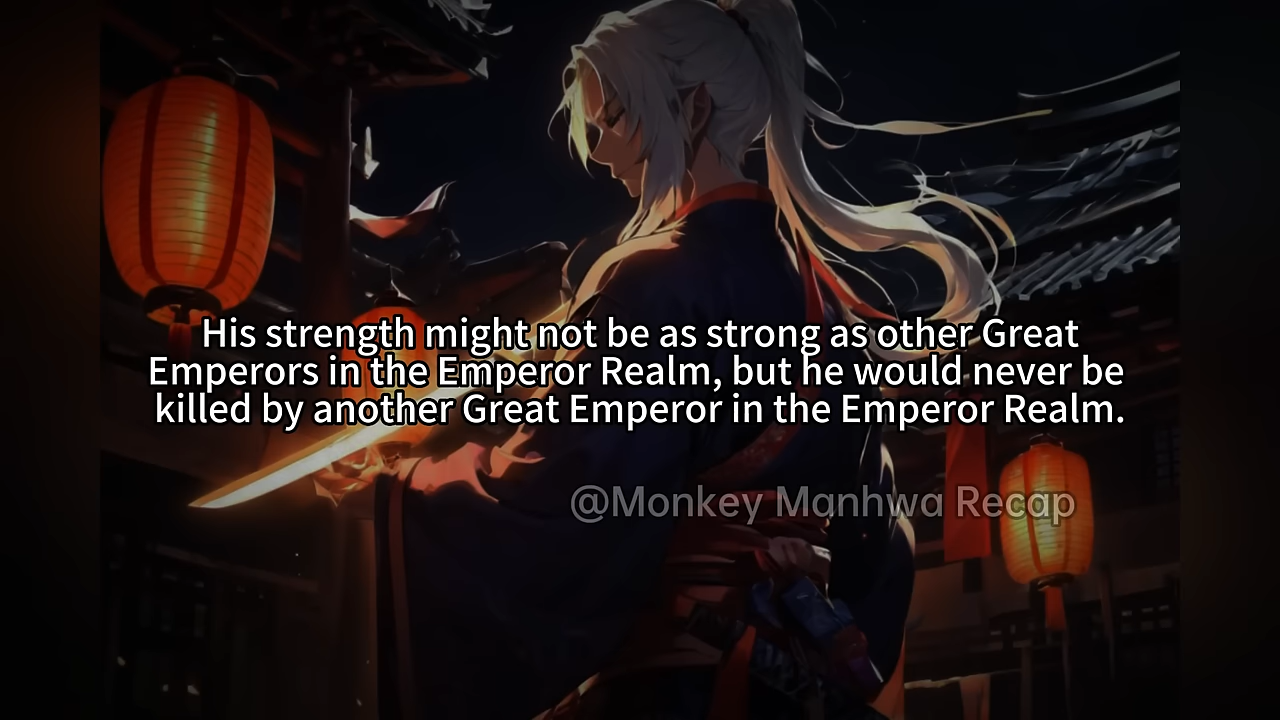 His strength might not be as strong as other Great
Emperors in the Emperor Realm, but he would never be
killed by another Great Emperor in the Emperor Realm.
@Monkey Manhwa Recap